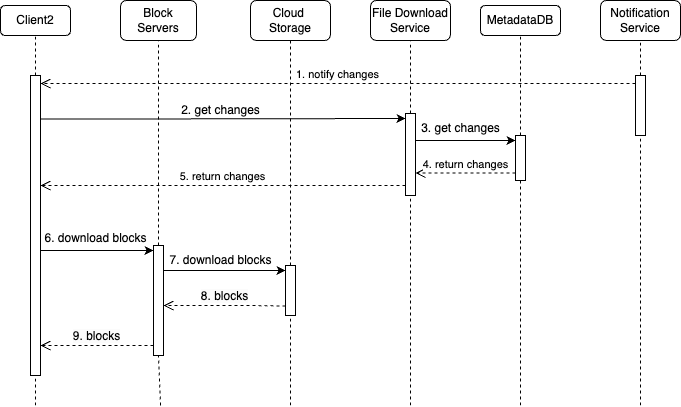 Client2
Block
Servers
Cloud
Storage
File Download
Service
MetadataDB
Notification
Service
1. notify changes
2. get changes
3. get changes
4. return changes
5. return changes
6. download blocks
7. download blocks
8. blocks
9. blocks